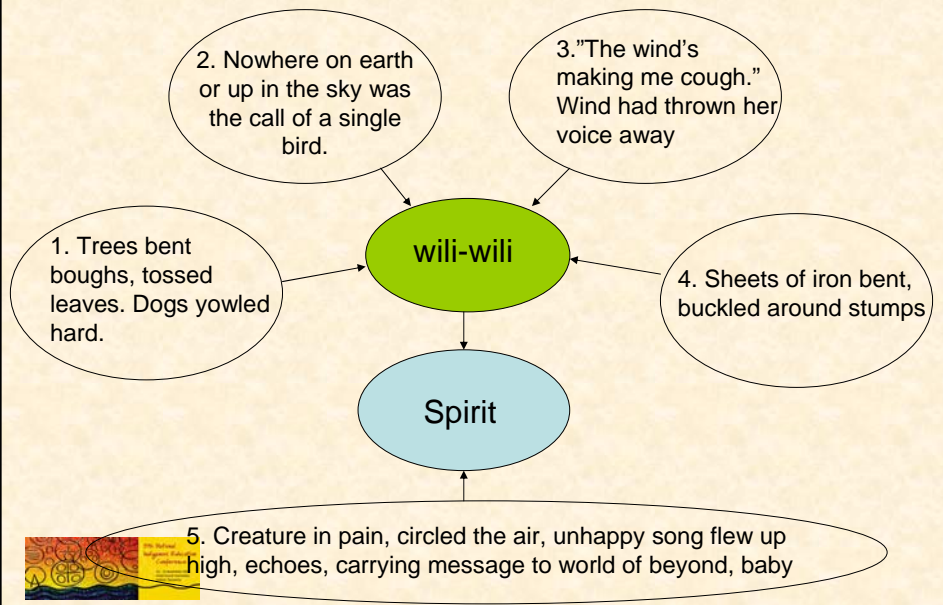 2. Nowhere on earth
or up in the sky was
the call of a single
bird.
3.”The wind’s
making me cough.”
Wind had thrown her
voice away
1. Trees bent
boughs, tossed
leaves. Dogs yowled
hard.
wili-wili
4. Sheets of iron bent,
buckled around stumps
Spirit
5. Creature in pain, circled the air, unhappy song flew up
high, echoes, carrying message to world of beyond, baby
Indigenous Education
Conference